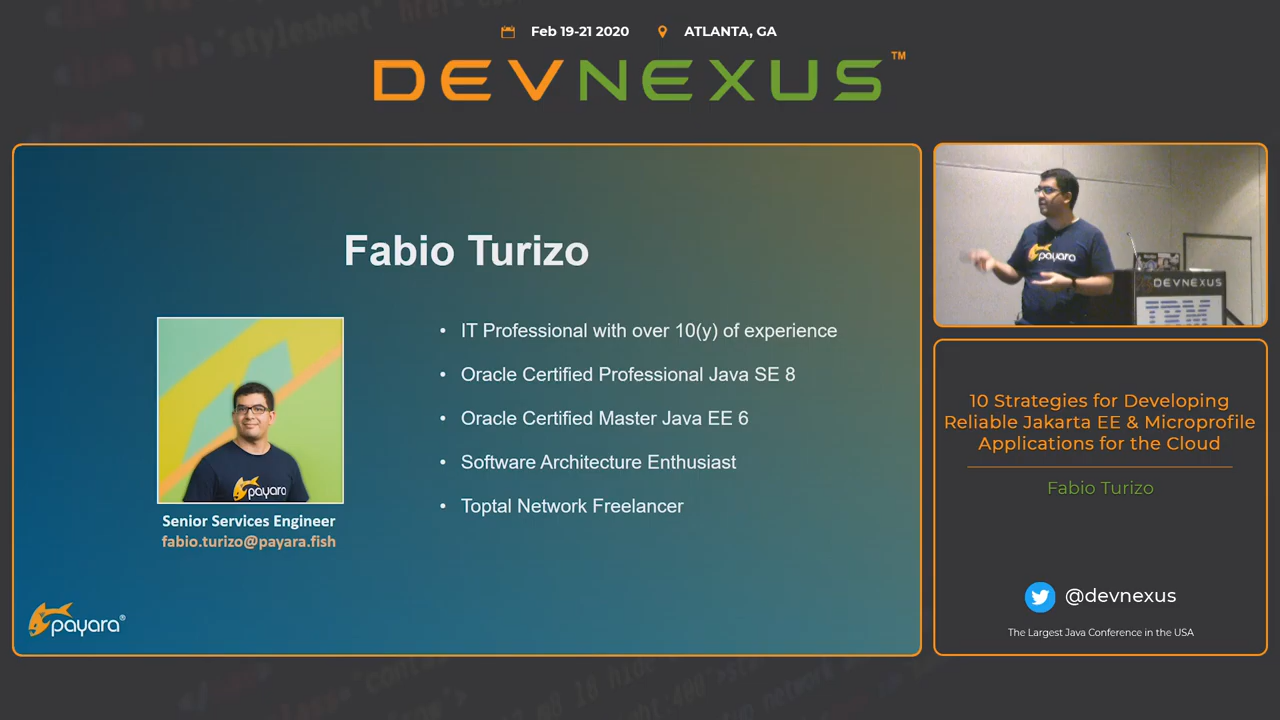 Feb 19-21 2020 ATLANTA, GA
DEVNEXUS™
Fabio Turizo
• IT Professional with over 10(y) of experience
• Oracle Certified Professional Java SE 8
• Oracle Certified Master Java EE 6
• Software Architecture Enthusiast
• Toptal Network Freelancer
payara
Senior Services Engineer
fabio.turizo@payara.fish
payara®
payara
DEVNEXUS
IBM
10 Strategies for Developing
Reliable Jakarta EE & Microprofile
Applications for the Cloud
Fabio Turizo
@devnexus
The Largest Java Conference in the USA